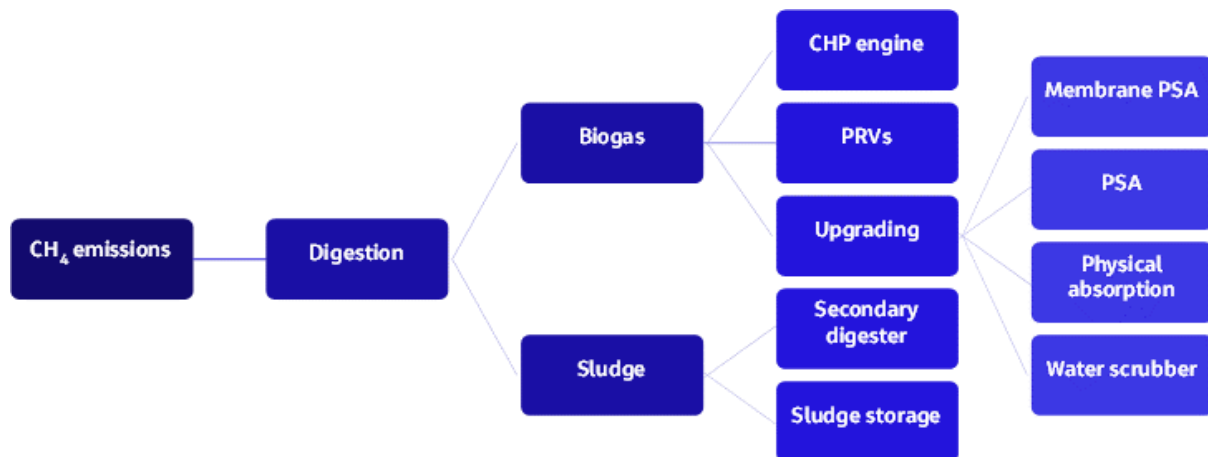 CH₄ emissions
Digestion
Biogas
Sludge
CHP engine
PRVs
Upgrading
Secondary
digester
Sludge storage
Membrane PSA
PSA
Physical
absorption
Water scrubber